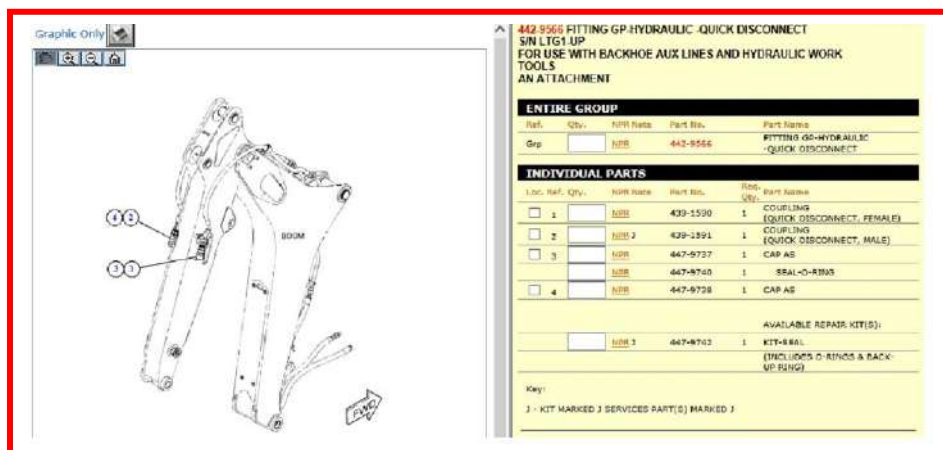 Graphic Only
4 2
3
BOOM
FWD
442-9566 FITTING GP-HYDRAULIC -QUICK DISCONNECT
S/N LTG1-UP
FOR USE WITH BACKHOE AUX LINES AND HYDRAULIC WORK
TOOLS
AN ATTACHMENT
ENTIRE GROUP
Ref. Qty. NPR Note Part No. Part Name
Grp NPR 442-9566 FITTING GP-HYDRAULIC
-QUICK DISCONNECT
INDIVIDUAL PARTS
Loc. Ref. Qty. NPR Note Part No. Req. Qty. Part Name
1 NPR 439-1590 1 COUPLING
(QUICK DISCONNECT, FEMALE)
2 NPR J 439-1591 1 COUPLING
(QUICK DISCONNECT, MALE)
3 NPR 447-9737 1 CAP AS
NPR 447-9740 1 SEAL-O-RING
4 NPR 447-9738 1 CAP AS
AVAILABLE REPAIR KIT(S):
NPR J 447-9742 1 KIT-SEAL
(INCLUDES O-RINGS & BACK-
UP RING)
Key:
J - KIT MARKED J SERVICES PART(S) MARKED J